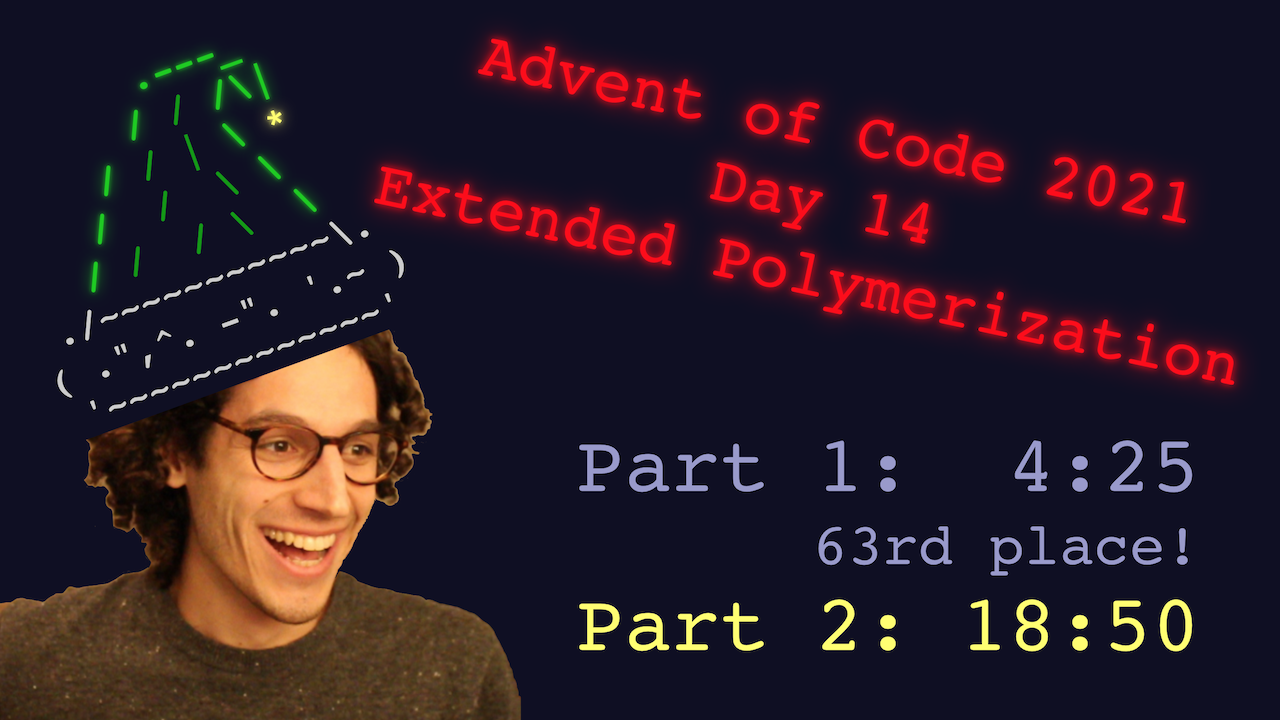 Advent of Code 2021
Day 14
Extended Polymerization
Part 1: 4:25
63rd place!
Part 2: 18:50